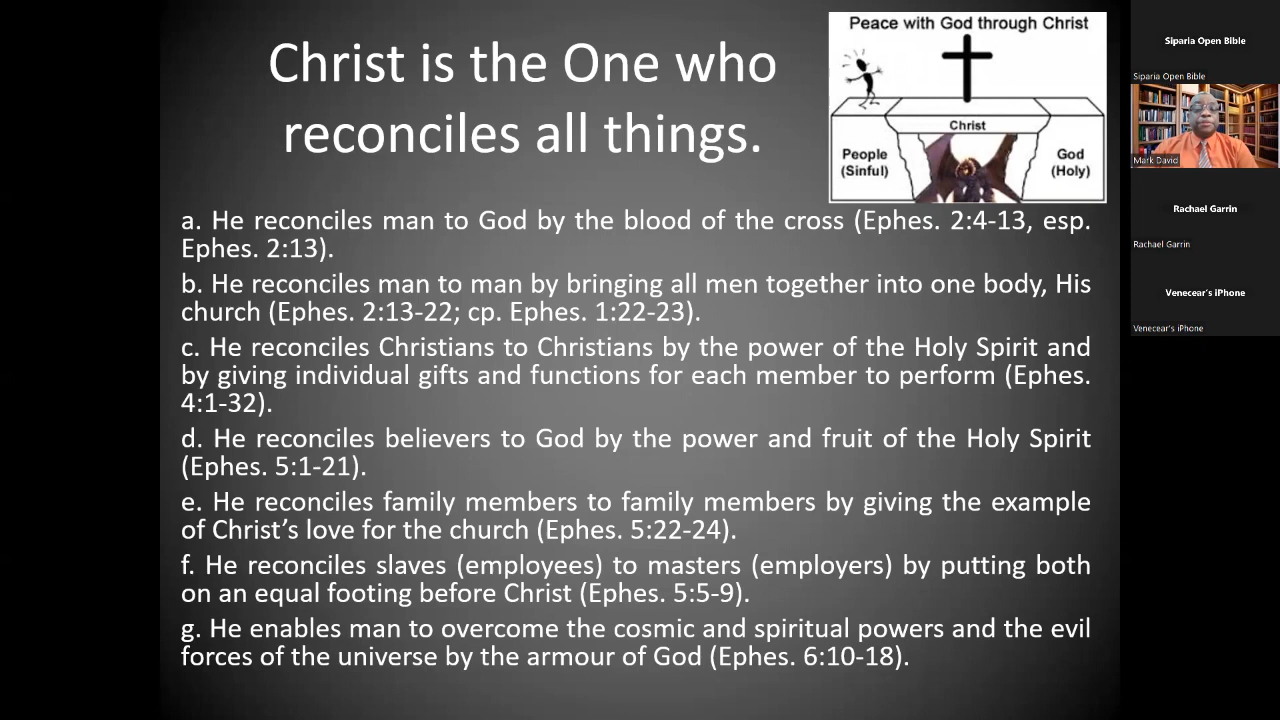 Christ is the One who
reconciles all things.
Peace with God through Christ
Christ
People
(Sinful)
God
(Holy)
a. He reconciles man to God by the blood of the cross (Ephes. 2:4-13, esp.
Ephes. 2:13).
b. He reconciles man to man by bringing all men together into one body, His
church (Ephes. 2:13-22; cp. Ephes. 1:22-23).
c. He reconciles Christians to Christians by the power of the Holy Spirit and
by giving individual gifts and functions for each member to perform (Ephes.
4:1-32).
d. He reconciles believers to God by the power and fruit of the Holy Spirit
(Ephes. 5:1-21).
e. He reconciles family members to family members by giving the example
of Christ’s love for the church (Ephes. 5:22-24).
f. He reconciles slaves (employees) to masters (employers) by putting both
on an equal footing before Christ (Ephes. 5:5-9).
g. He enables man to overcome the cosmic and spiritual powers and the evil
forces of the universe by the armour of God (Ephes. 6:10-18).
Siparia Open Bible
Siparia Open Bible
Mark David
Rachael Garrin
Rachael Garrin
Venecear's iPhone
Venecear's iPhone